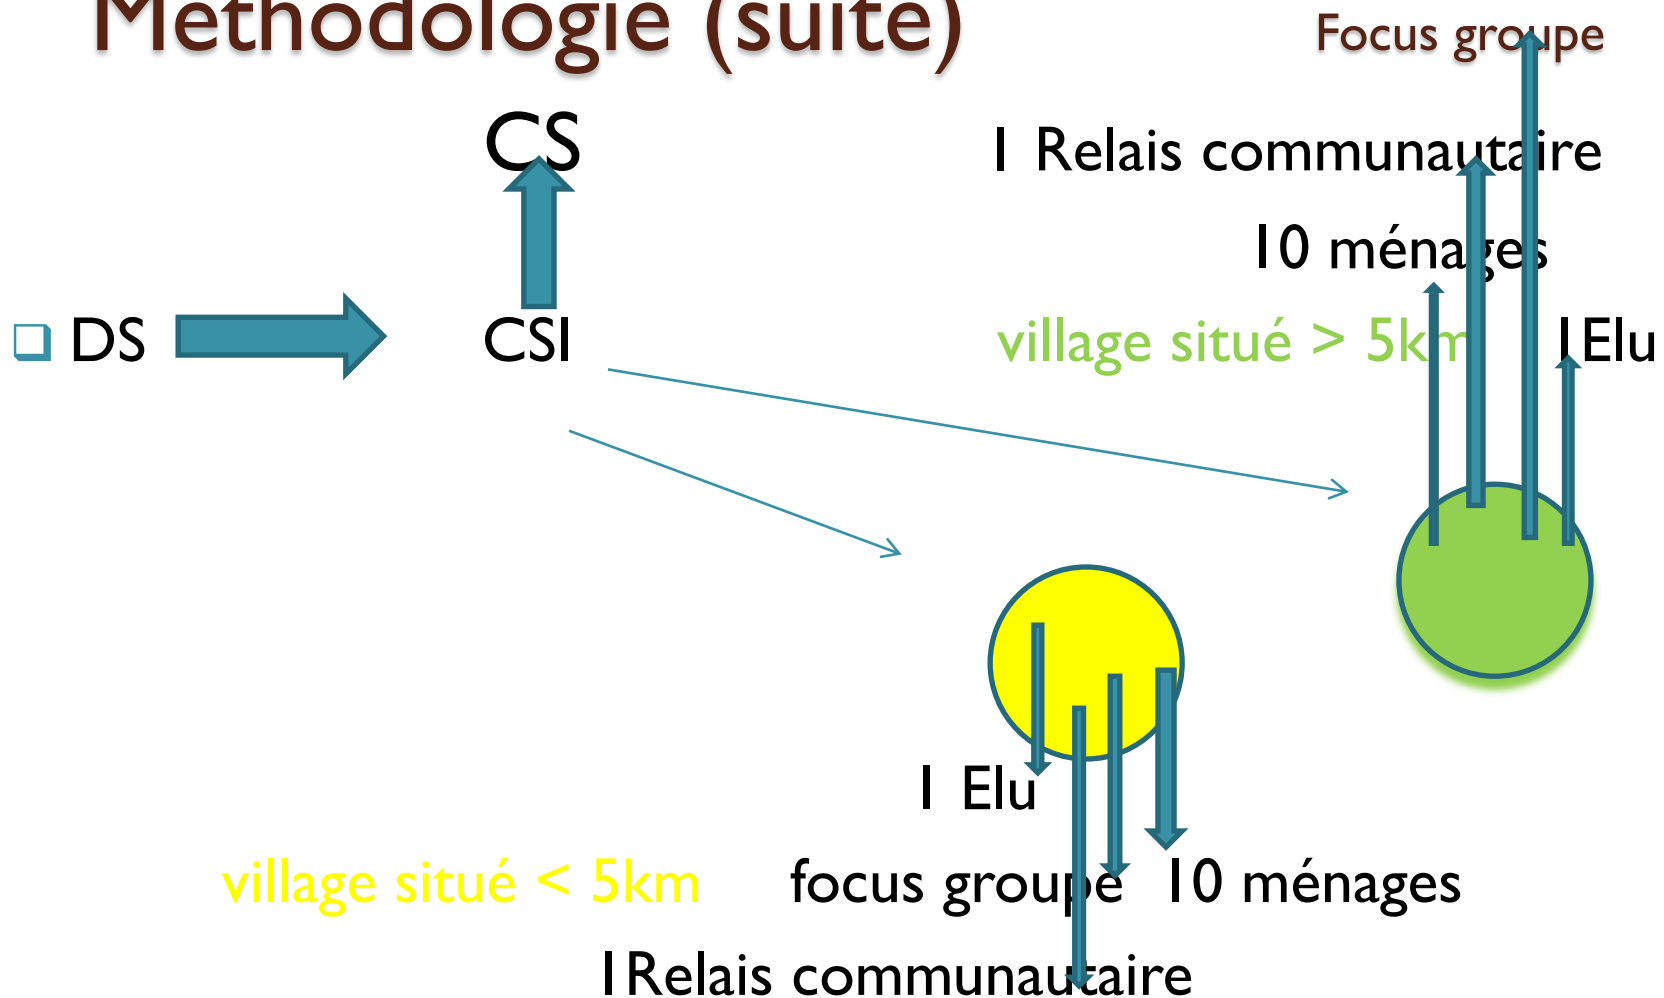 Méthodologie (suite)
Focus groupe
CS
1 Relais communautaire
10 ménages
DS
CSI
village situé > 5km
1Elu
1 Elu
village situé < 5km
focus groupe
10 ménages
1Relais communautaire